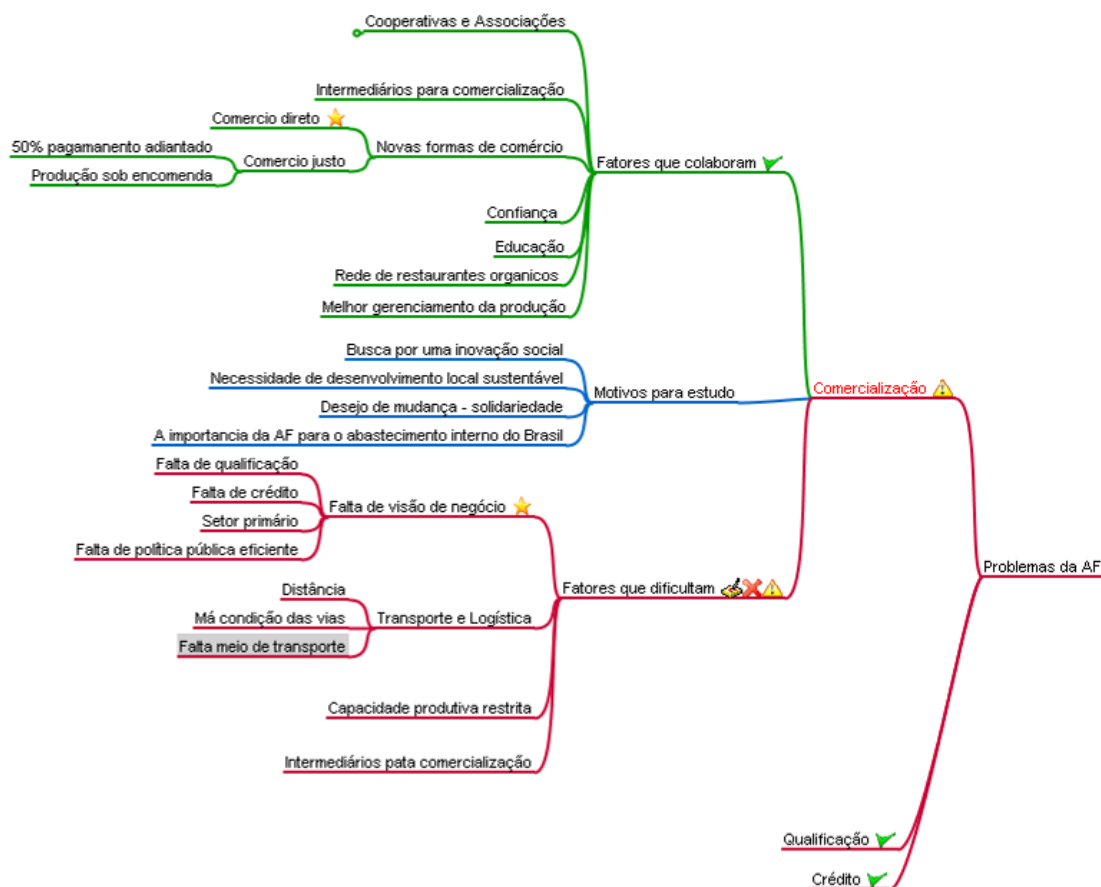 Cooperativas e Associações
Intermediários para comercialização
Comercio direto
50% pagamanento adiantado
Comercio justo
Novas formas de comércio
Fatores que colaboram
Produção sob encomenda
Confiança
Educação
Rede de restaurantes organicos
Melhor gerenciamento da produção
Busca por uma inovação social
Necessidade de desenvolvimento local sustentável
Motivos para estudo
Comercialização
Desejo de mudança - solidariedade
A importancia da AF para o abastecimento interno do Brasil
Falta de qualificação
Falta de crédito
Falta de visão de negócio
Setor primário
Falta de política pública eficiente
Problemas da AF
Distância
Fatores que dificultam
Má condição das vias
Transporte e Logística
Falta meio de transporte
Capacidade produtiva restrita
Intermediários pata comercialização
Qualificação
Crédito